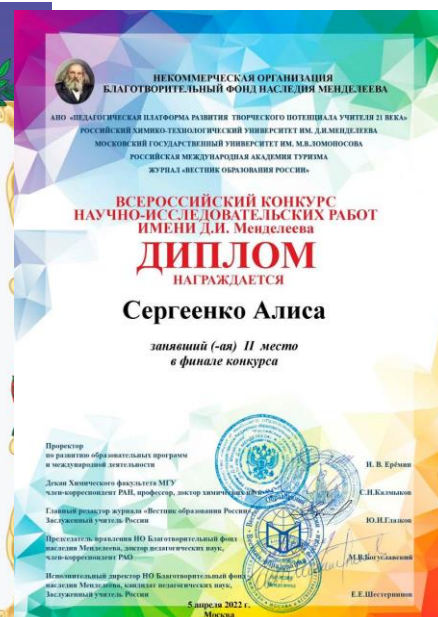 НЕКОММЕРЧЕСКАЯ ОРГАНИЗАЦИЯ
БЛАГОТВОРИТЕЛЬНЫЙ ФОНД НАСЛЕДИЯ МЕНДЕЛЕЕВА
АНО «ПЕДАГОГИЧЕСКАЯ ПЛАТФОРМА РАЗВИТИЯ ТВОРЧЕСКОГО ПОТЕНЦИАЛА УЧИТЕЛЯ 21 ВЕКА»
РОССИЙСКИЙ ХИМИКО-ТЕХНОЛОГИЧЕСКИЙ УНИВЕРСИТЕТ ИМ. Д.И.МЕНДЕЛЕЕВА
МОСКОВСКИЙ ГОСУДАРСТВЕННЫЙ УНИВЕРСИТЕТ ИМ. М.В.ЛОМОНОСОВА
РОССИЙСКАЯ МЕЖДУНАРОДНАЯ АКАДЕМИЯ ТУРИЗМА
ЖУРНАЛ «ВЕСТНИК ОБРАЗОВАНИЯ РОССИИ»
ВСЕРОССИЙСКИЙ КОНКУРС
НАУЧНО-ИССЛЕДОВАТЕЛЬСКИХ РАБОТ
ИМЕНИ Д.И. Менделеева
ДИПЛОМ
НАГРАЖДАЕТСЯ
Сергеенко Алиса
занявший (-ая) II место
в финале конкурса
Проректор
по развитию образовательных программ
и международной деятельности И. В. Ерёмин
Декан Химического факультета МГУ
член-корреспондент РАН, профессор, доктор химических наук С.Н.Калмыков
Главный редактор журнала «Вестник образования России»
Заслуженный учитель России Ю.И.Глазков
Председатель правления НО Благотворительный фонд
наследия Менделеева, доктор педагогических наук,
член-корреспондент РАО М.В.Богуславский
Исполнительный директор НО Благотворительный фонд
наследия Менделеева, кандидат педагогических наук,
Заслуженный учитель России Е.Е.Шестерников
5 апреля 2022 г.
Москва